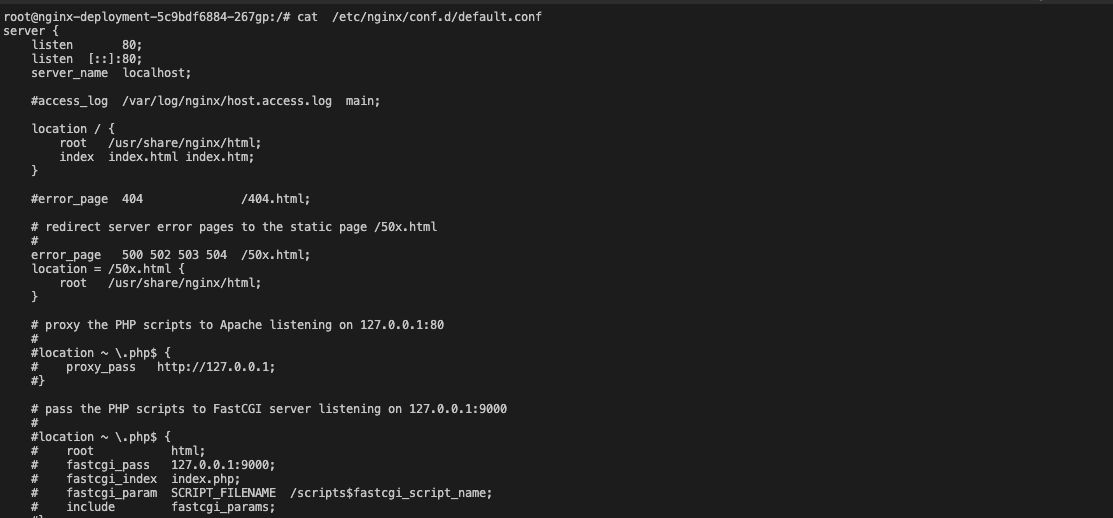 root@nginx-deployment-5c9bdf6884-267gp:/# cat  /etc/nginx/conf.d/default.conf
server {
    listen       80;
    listen  [::]:80;
    server_name  localhost;

    #access_log  /var/log/nginx/host.access.log  main;

    location / {
        root   /usr/share/nginx/html;
        index  index.html index.htm;
    }

    #error_page  404              /404.html;

    # redirect server error pages to the static page /50x.html
    #
    error_page   500 502 503 504  /50x.html;
    location = /50x.html {
        root   /usr/share/nginx/html;
    }

    # proxy the PHP scripts to Apache listening on 127.0.0.1:80
    #
    #location ~ \.php$ {
    #    proxy_pass   http://127.0.0.1;
    #}

    # pass the PHP scripts to FastCGI server listening on 127.0.0.1:9000
    #
    #location ~ \.php$ {
    #    root           html;
    #    fastcgi_pass   127.0.0.1:9000;
    #    fastcgi_index  index.php;
    #    fastcgi_param  SCRIPT_FILENAME  /scripts$fastcgi_script_name;
    #    include        fastcgi_params;
    #}